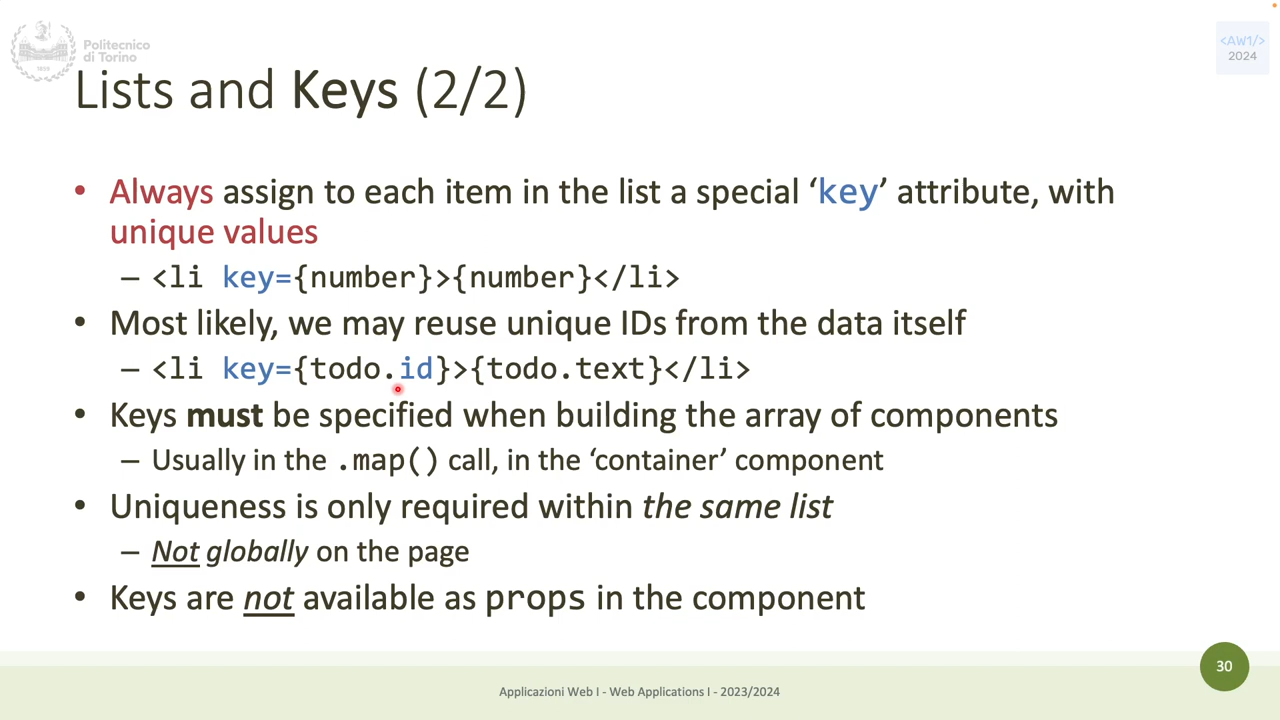 Politecnico
di Torino
1859
<AW1/>
2024
Lists and Keys (2/2)
• Always assign to each item in the list a special ‘key’ attribute, with
unique values
– <li key={number}>{number}</li>
• Most likely, we may reuse unique IDs from the data itself
– <li key={todo.id}>{todo.text}</li>
• Keys must be specified when building the array of components
– Usually in the .map() call, in the ‘container’ component
• Uniqueness is only required within the same list
– Not globally on the page
• Keys are not available as props in the component
30
Applicazioni Web I - Web Applications I - 2023/2024